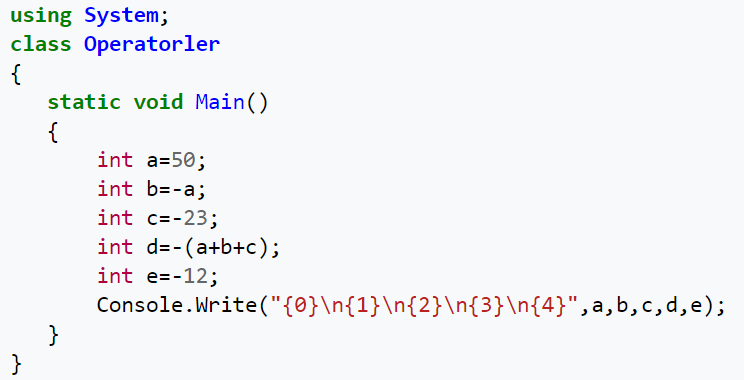 using System;
class Operatorler
{
   static void Main()
   {
       int a=50;
       int b=-a;
       int c=-23;
       int d=-(a+b+c);
       int e=-12;
       Console.Write("{0}\n{1}\n{2}\n{3}\n{4}",a,b,c,d,e);
   }
}